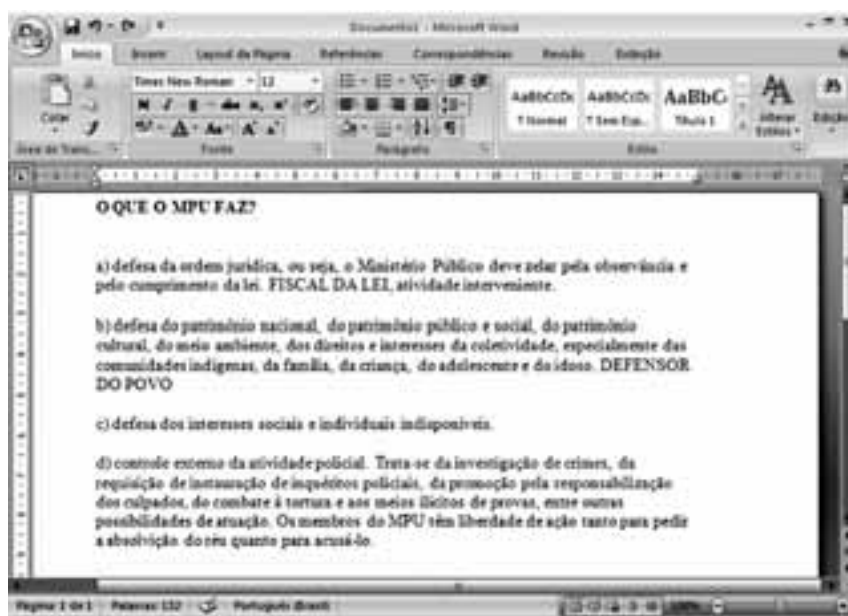 Documento1 - Microsoft Word
Início Inserir Layout da Página Referências Correspondências Revisão Exibição
Times New Roman 12
Colar
AaBbCcDc AaBbCcDc AaBbC
¶ Normal ¶ Sem Esp... Título 1
Alterar
Estilos
Edição
Área de Trans... Fonte Parágrafo Estilo
O QUE O MPU FAZ?
a) defesa da ordem jurídica, ou seja, o Ministério Público deve zelar pela observância e
pelo cumprimento da lei. FISCAL DA LEI, atividade interveniente.
b) defesa do patrimônio nacional, do patrimônio público e social, do patrimônio
cultural, do meio ambiente, dos direitos e interesses da coletividade, especialmente das
comunidades indígenas, da família, da criança, do adolescente e do idoso. DEFENSOR
DO POVO
c) defesa dos interesses sociais e individuais indisponíveis.
d) controle externo da atividade policial. Trata-se da investigação de crimes, da
requisição de instauração de inquéritos policiais, da promoção pela responsabilização
dos culpados, do combate à tortura e aos meios ilícitos de provas, entre outras
possibilidades de atuação. Os membros do MPU têm liberdade de ação tanto para pedir
a absolvição do réu quanto para acusá-lo.
Página: 1 de 1 Palavras: 132 Português (Brasil) 100%